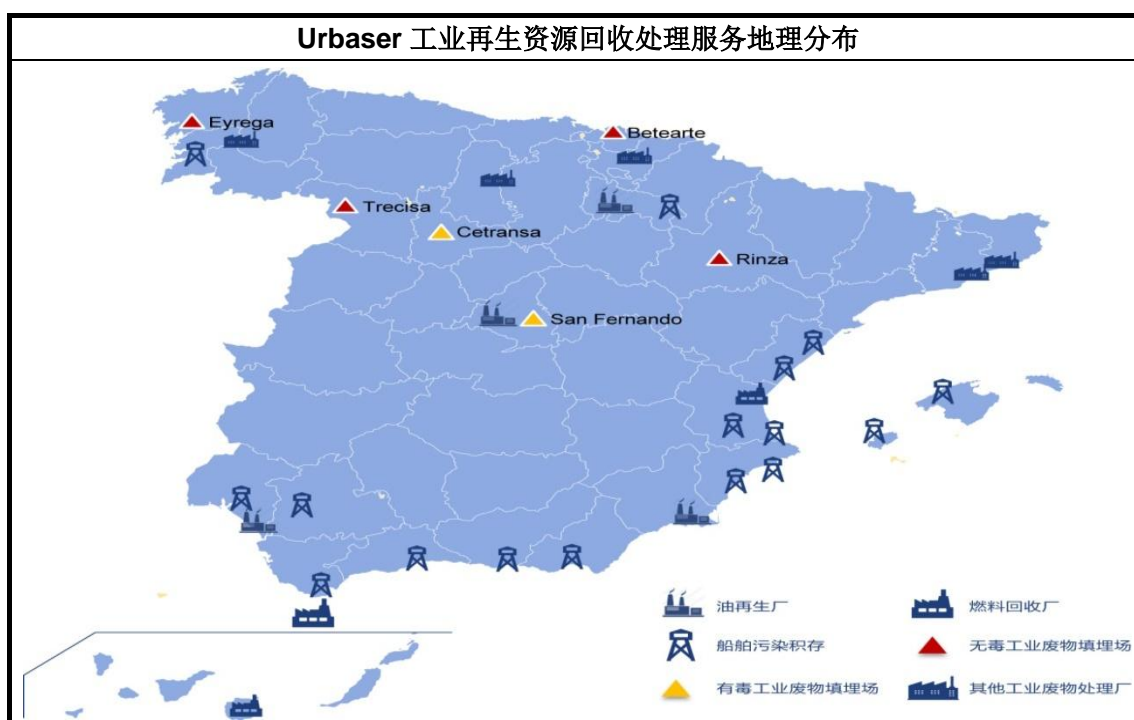 Urbaser 工业再生资源回收处理服务地理分布
Eyrega
Betearte
Trecisa
Cetransa
Rinza
San Fernando
油再生厂
燃料回收厂
船舶污染积存
无毒工业废物填埋场
有毒工业废物填埋场
其他工业废物处理厂